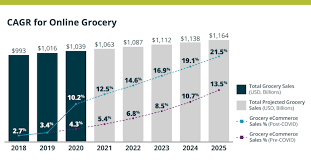 CAGR for Online Grocery
$993 $1,016 $1,039 $1,063 $1,087 $1,112 $1,138 $1,164
2.7% 3.4% 10.2% 12.5% 14.6% 16.9% 19.1% 21.5%
4.3% 5.4% 6.8% 8.5% 10.7% 13.5%
2018 2019 2020 2021 2022 2023 2024 2025
Total Grocery Sales
(USD, Billions)
Total Projected Grocery
Sales (USD, Billions)
Grocery eCommerce
Sales % (Post-COVID)
Grocery eCommerce
Sales % (Pre-COVID)